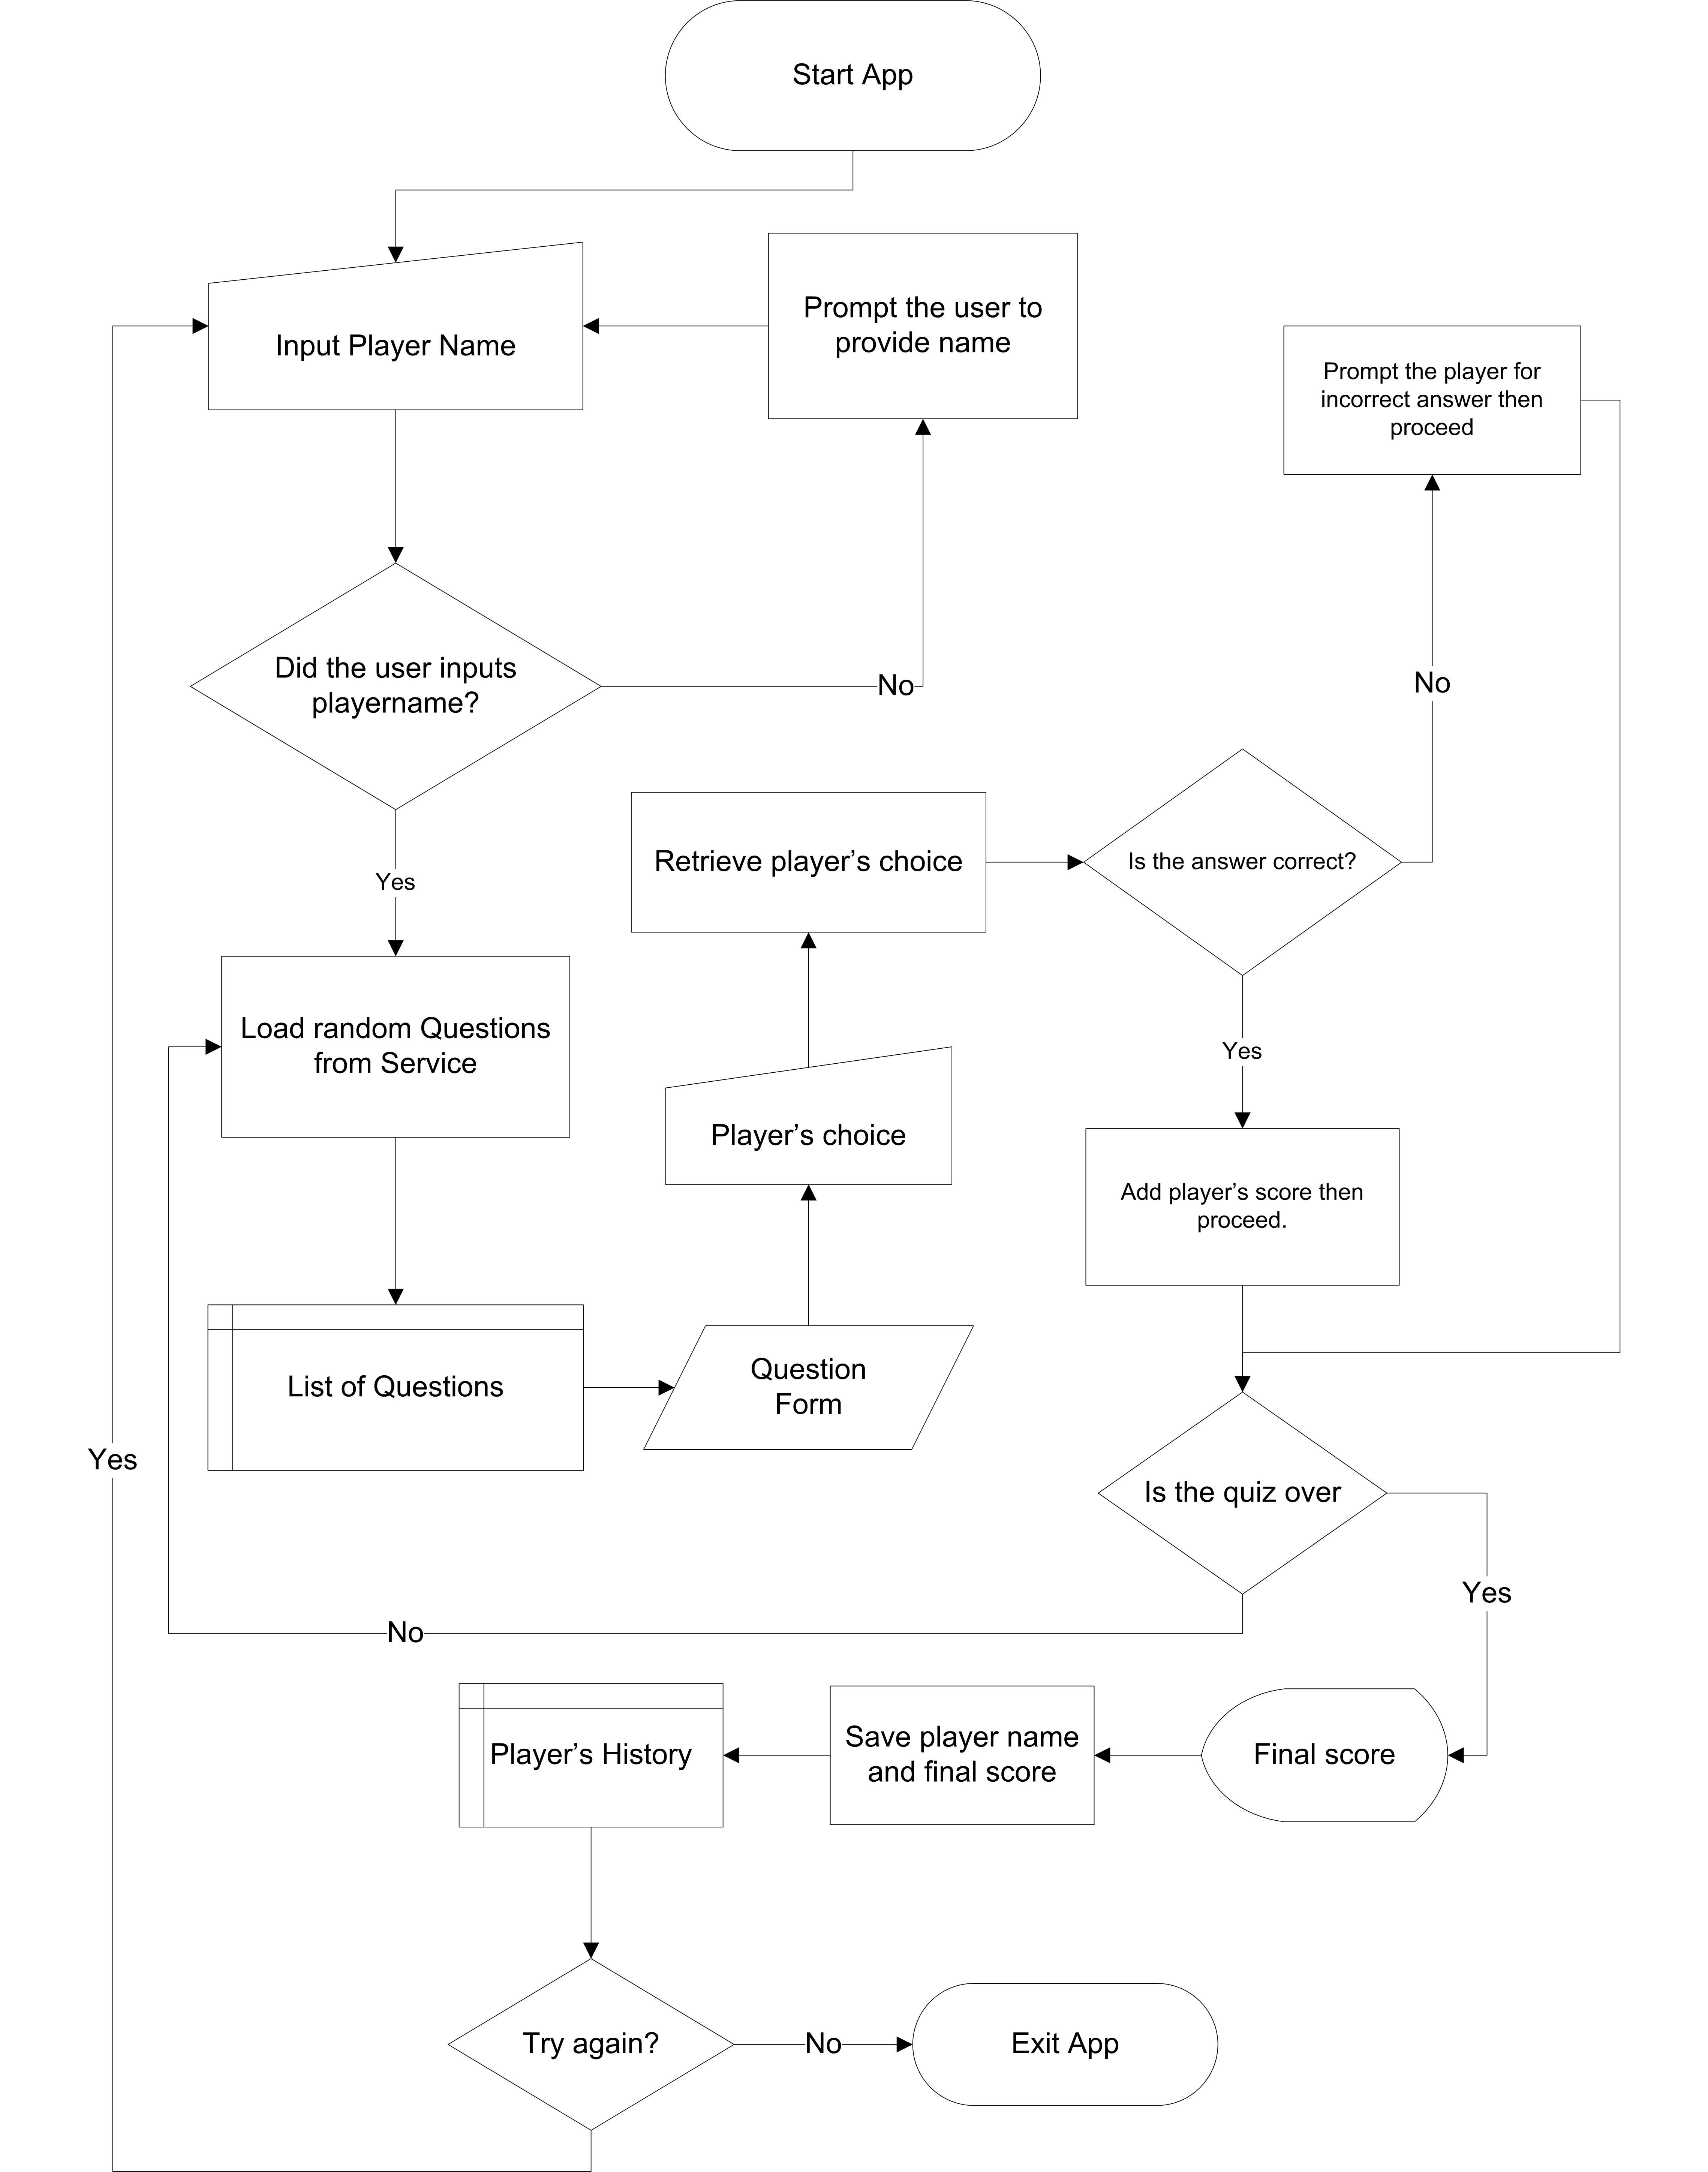 Start App
Input Player Name
Prompt the user to
provide name
Prompt the player for
incorrect answer then
proceed
Did the user inputs
playername?
No
No
Retrieve player’s choice
Is the answer correct?
Yes
Load random Questions
from Service
Yes
Player’s choice
Add player’s score then
proceed.
List of Questions
Question
Form
Yes
Is the quiz over
Yes
No
Player’s History
Save player name
and final score
Final score
Try again?
No
Exit App